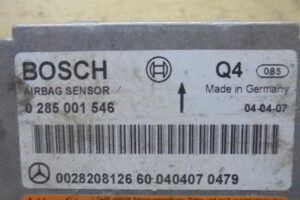 BOSCH Q4 085
AIRBAG SENSOR Made in Germany
0 285 001 546 04-04-07
0028208126 60 040407 0479